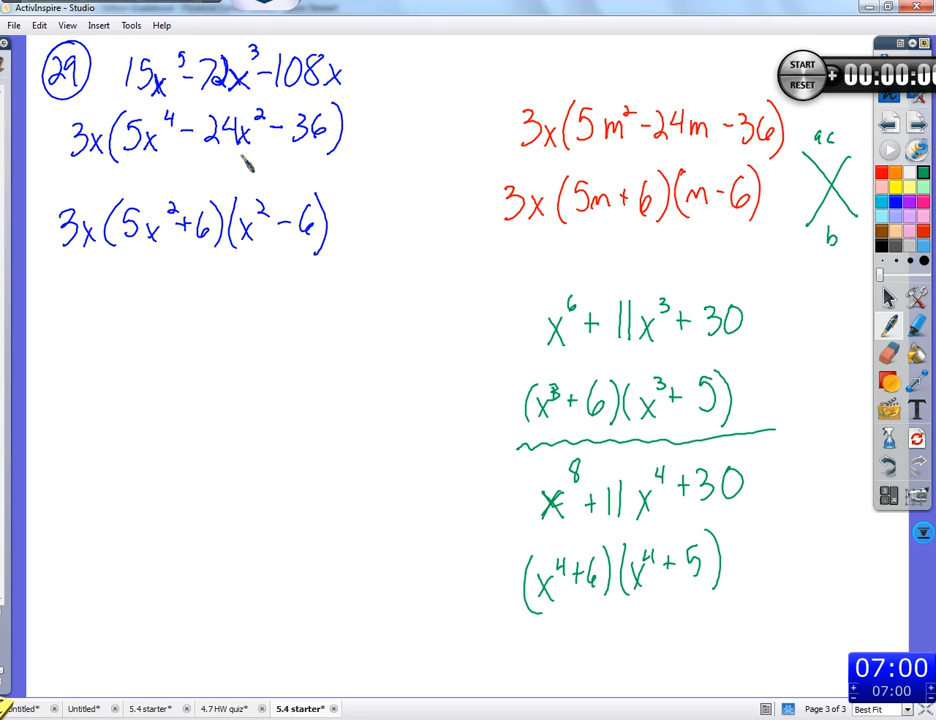 ActivInspire - Studio
File Edit View Insert Tools Help
START
RESET
00:00:0
29 15x⁵-72x³-108x
3x(5x⁴ - 24x² - 36)
3x(5x²+6)(x² - 6)
3x(5m² - 24m - 36)
3x(5m + 6)(m - 6)
ac
b
x⁶ + 11x³ + 30
(x³ + 6)(x³ + 5)
x⁸ + 11x⁴ + 30
(x⁴+6)(x⁴+5)
07:00
07:00
ntitled* Untitled* 5.4 starter* 4.7 HW quiz* 5.4 starter* Page 3 of 3 Best Fit